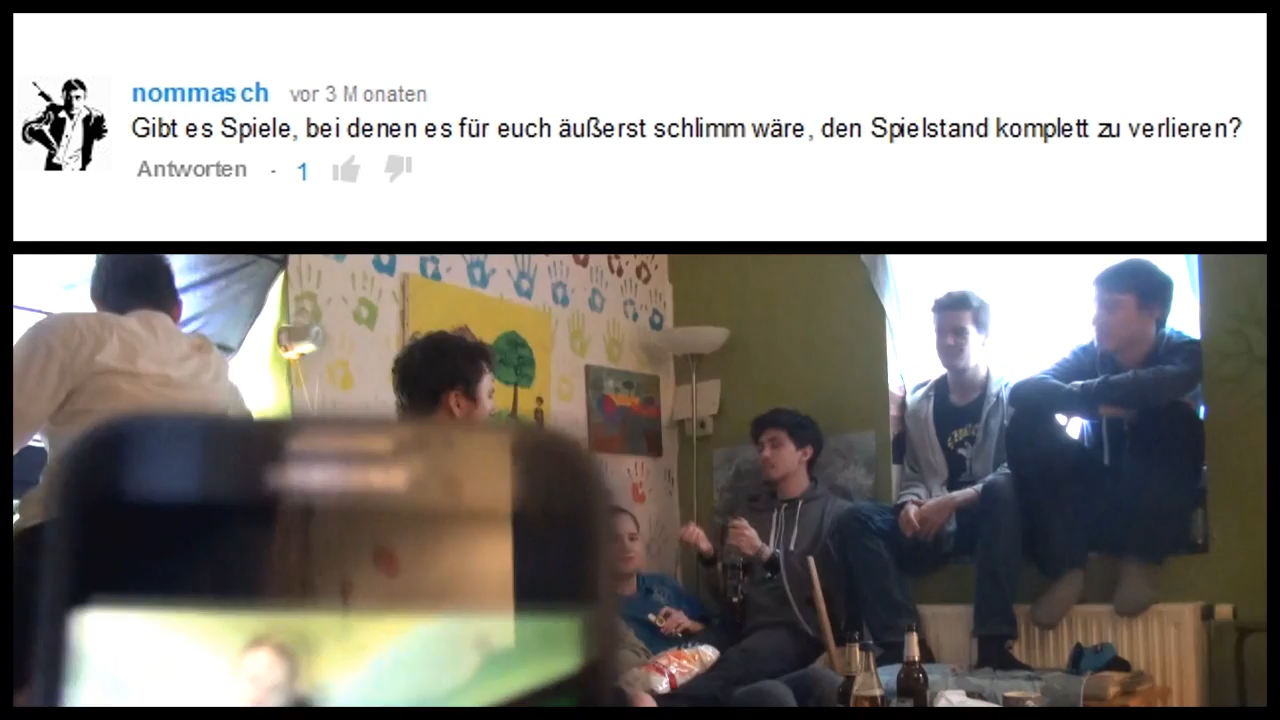 nommasch vor 3 Monaten
Gibt es Spiele, bei denen es für euch äußerst schlimm wäre, den Spielstand komplett zu verlieren?
Antworten · 1